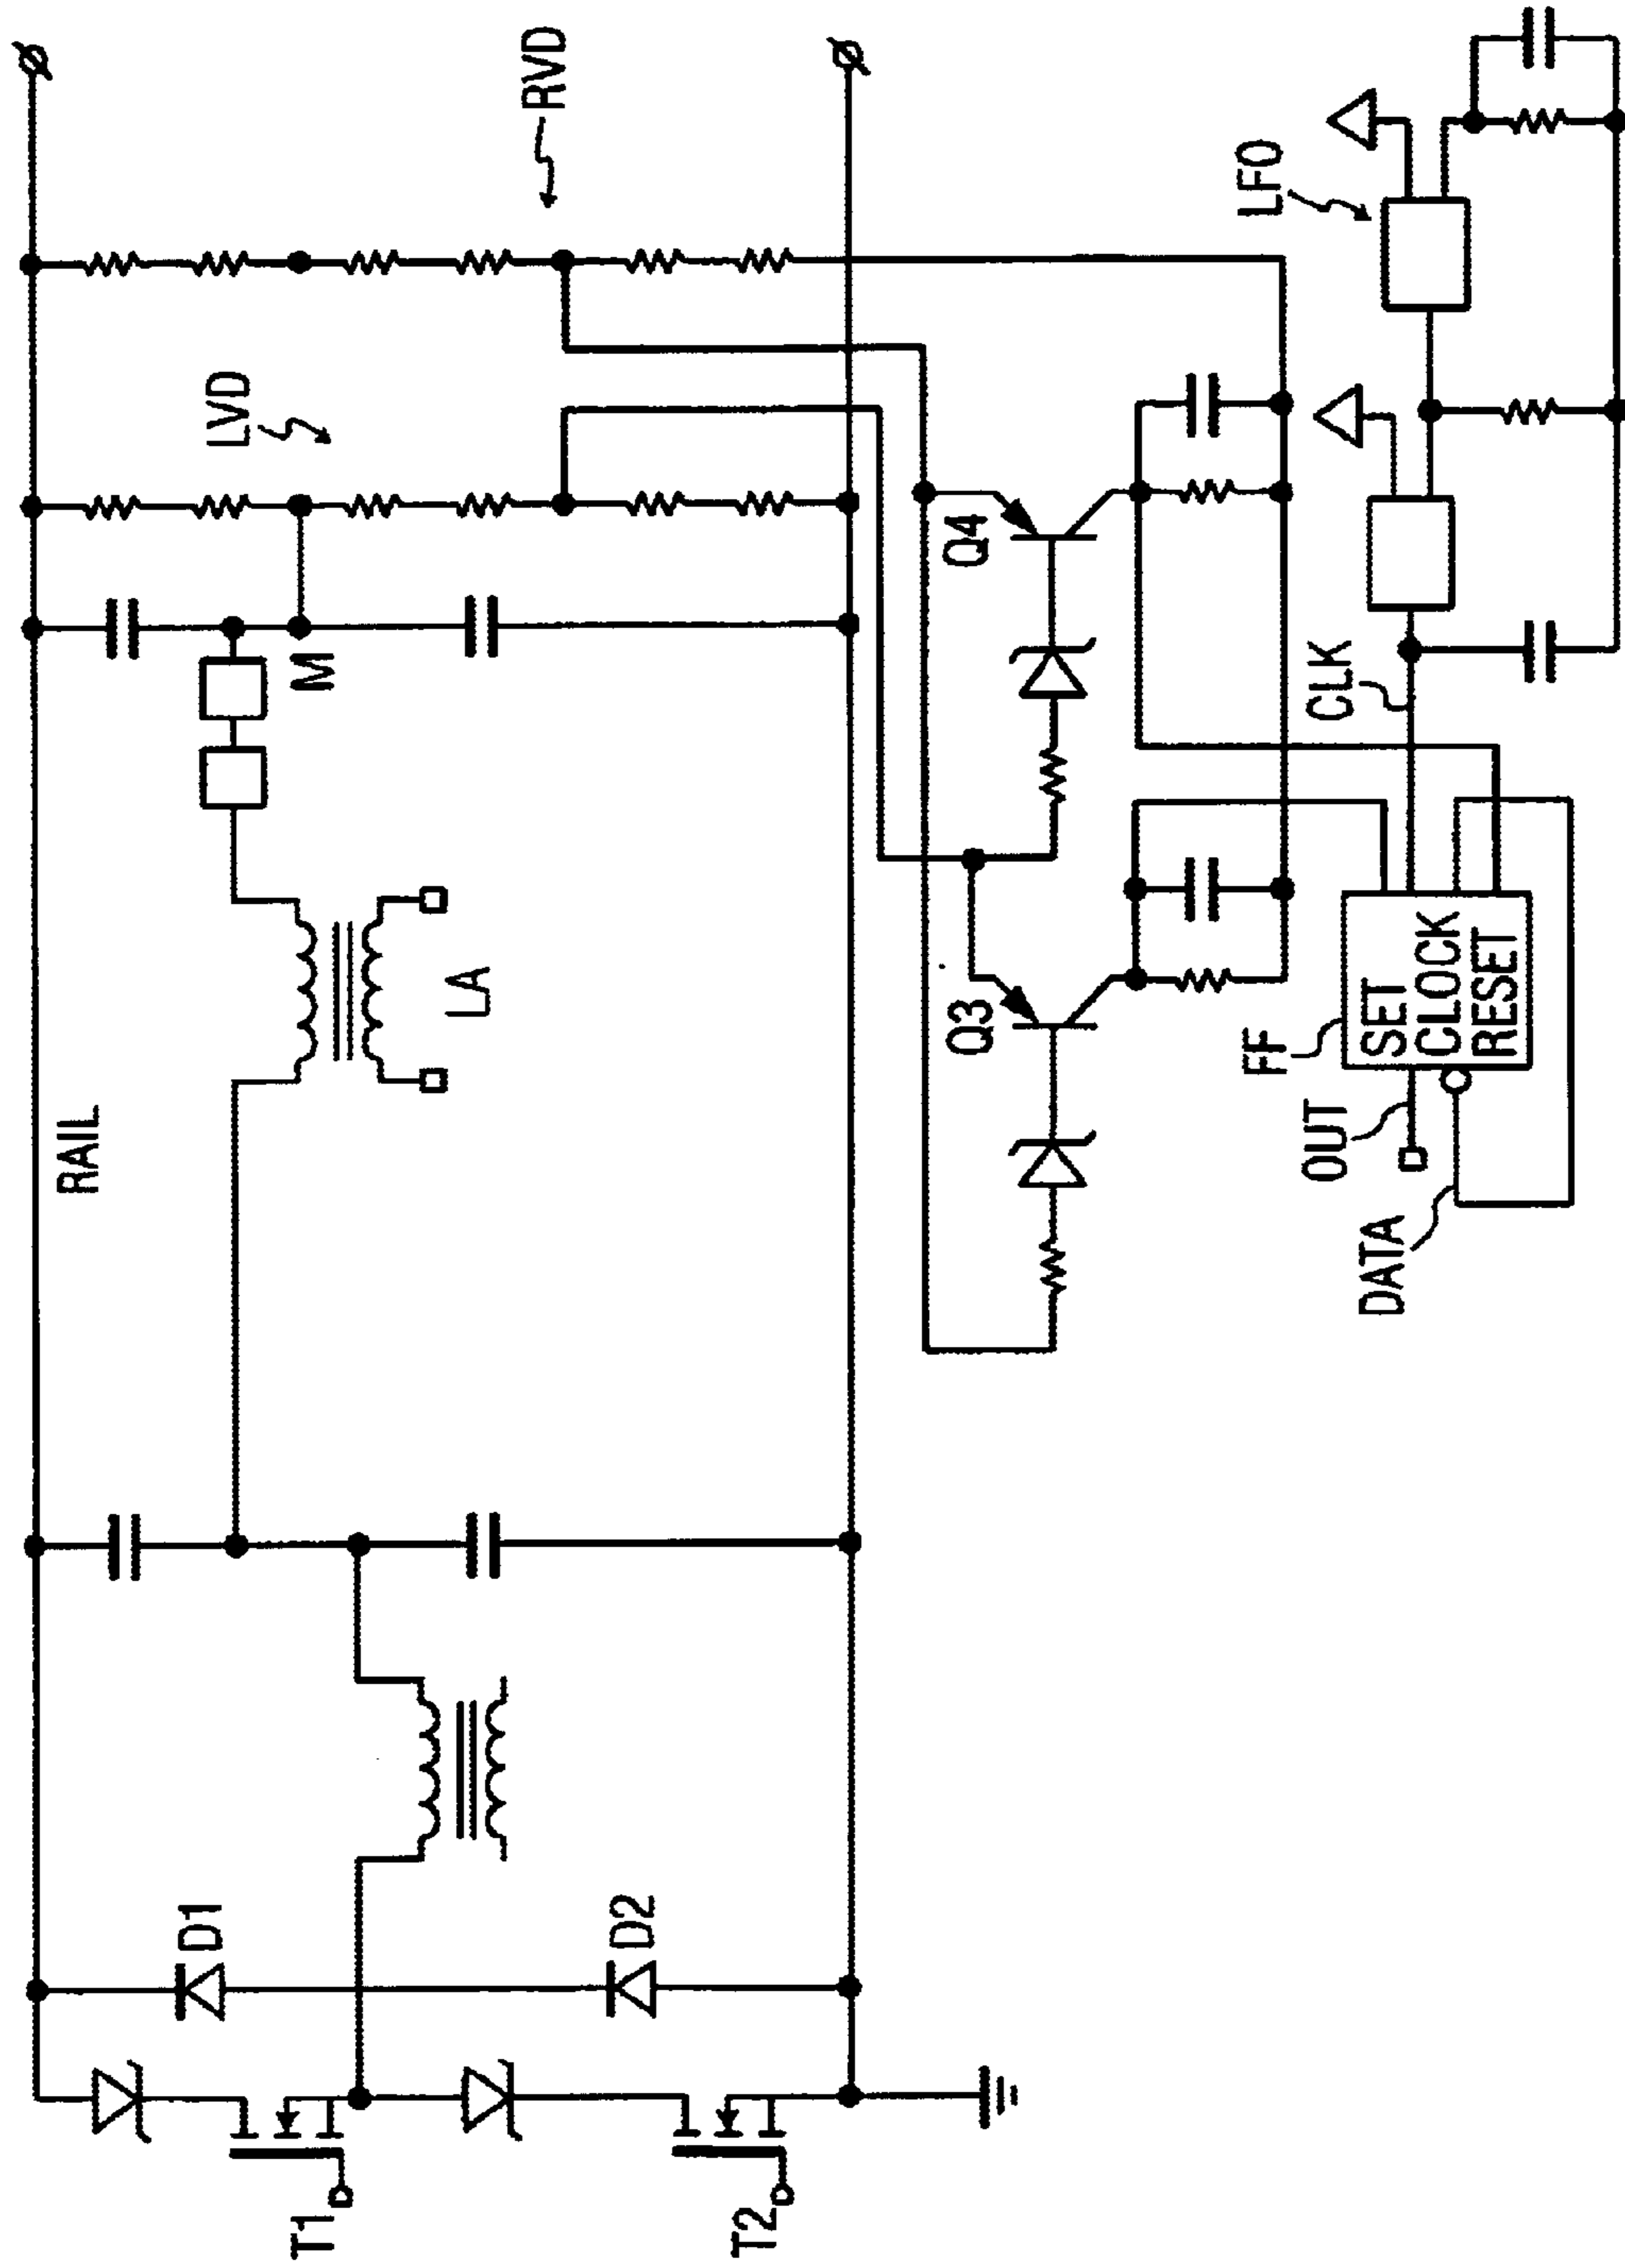 RAIL
LVD
RVD
M
LA
D1
D2
T1
T2
Q3
Q4
FF
SET
CLOCK
RESET
OUT
DATA
CLK
LFO